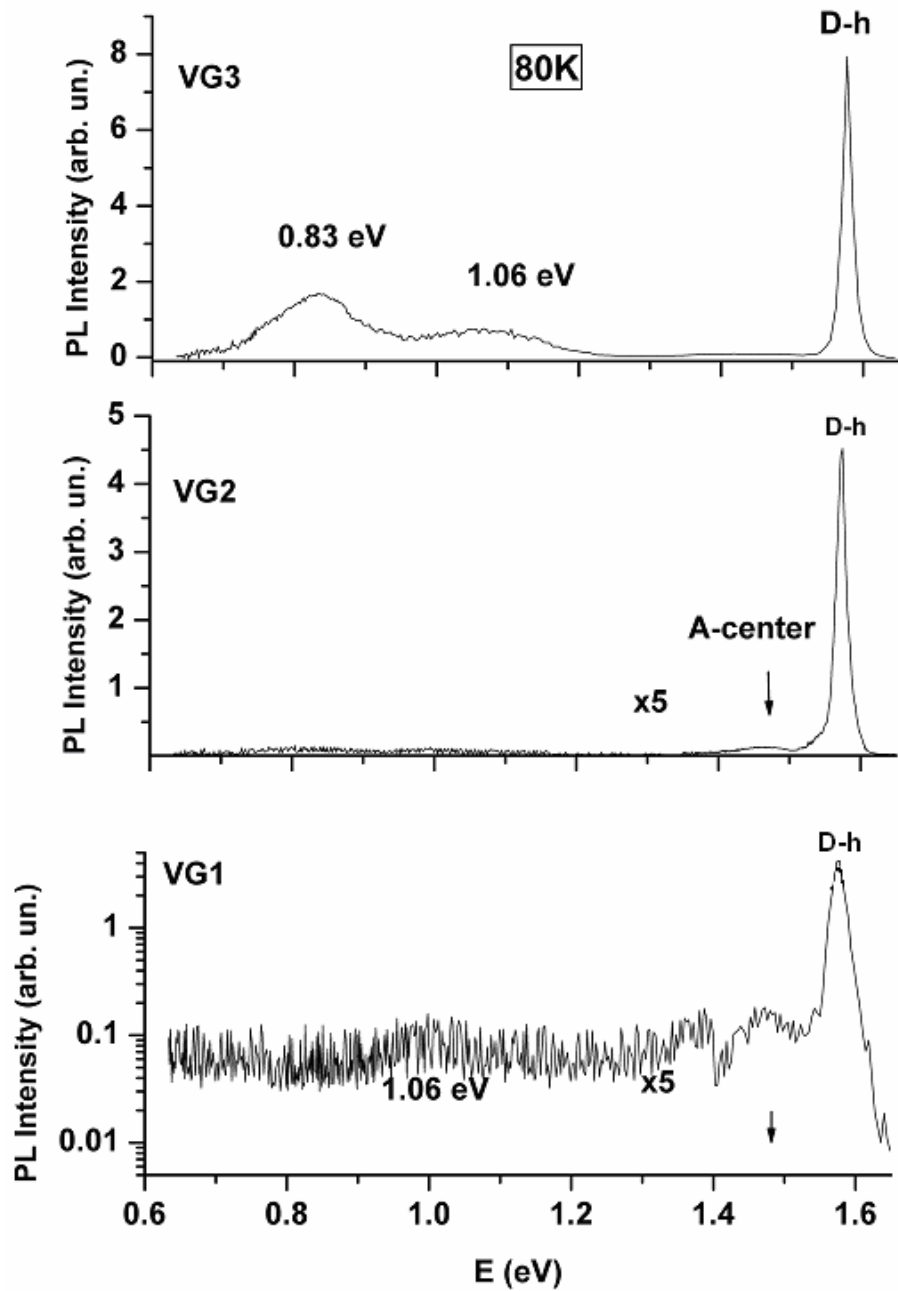 D-h
8
VG3
80K
6
0.83 eV
4
1.06 eV
2
0
PL Intensity (arb. un.)
5
D-h
4
VG2
3
A-center
2
x5
1
PL Intensity (arb. un.)
D-h
VG1
1
0.1
1.06 eV
x5
0.01
PL Intensity (arb. un.)
0.6 0.8 1.0 1.2 1.4 1.6
E (eV)